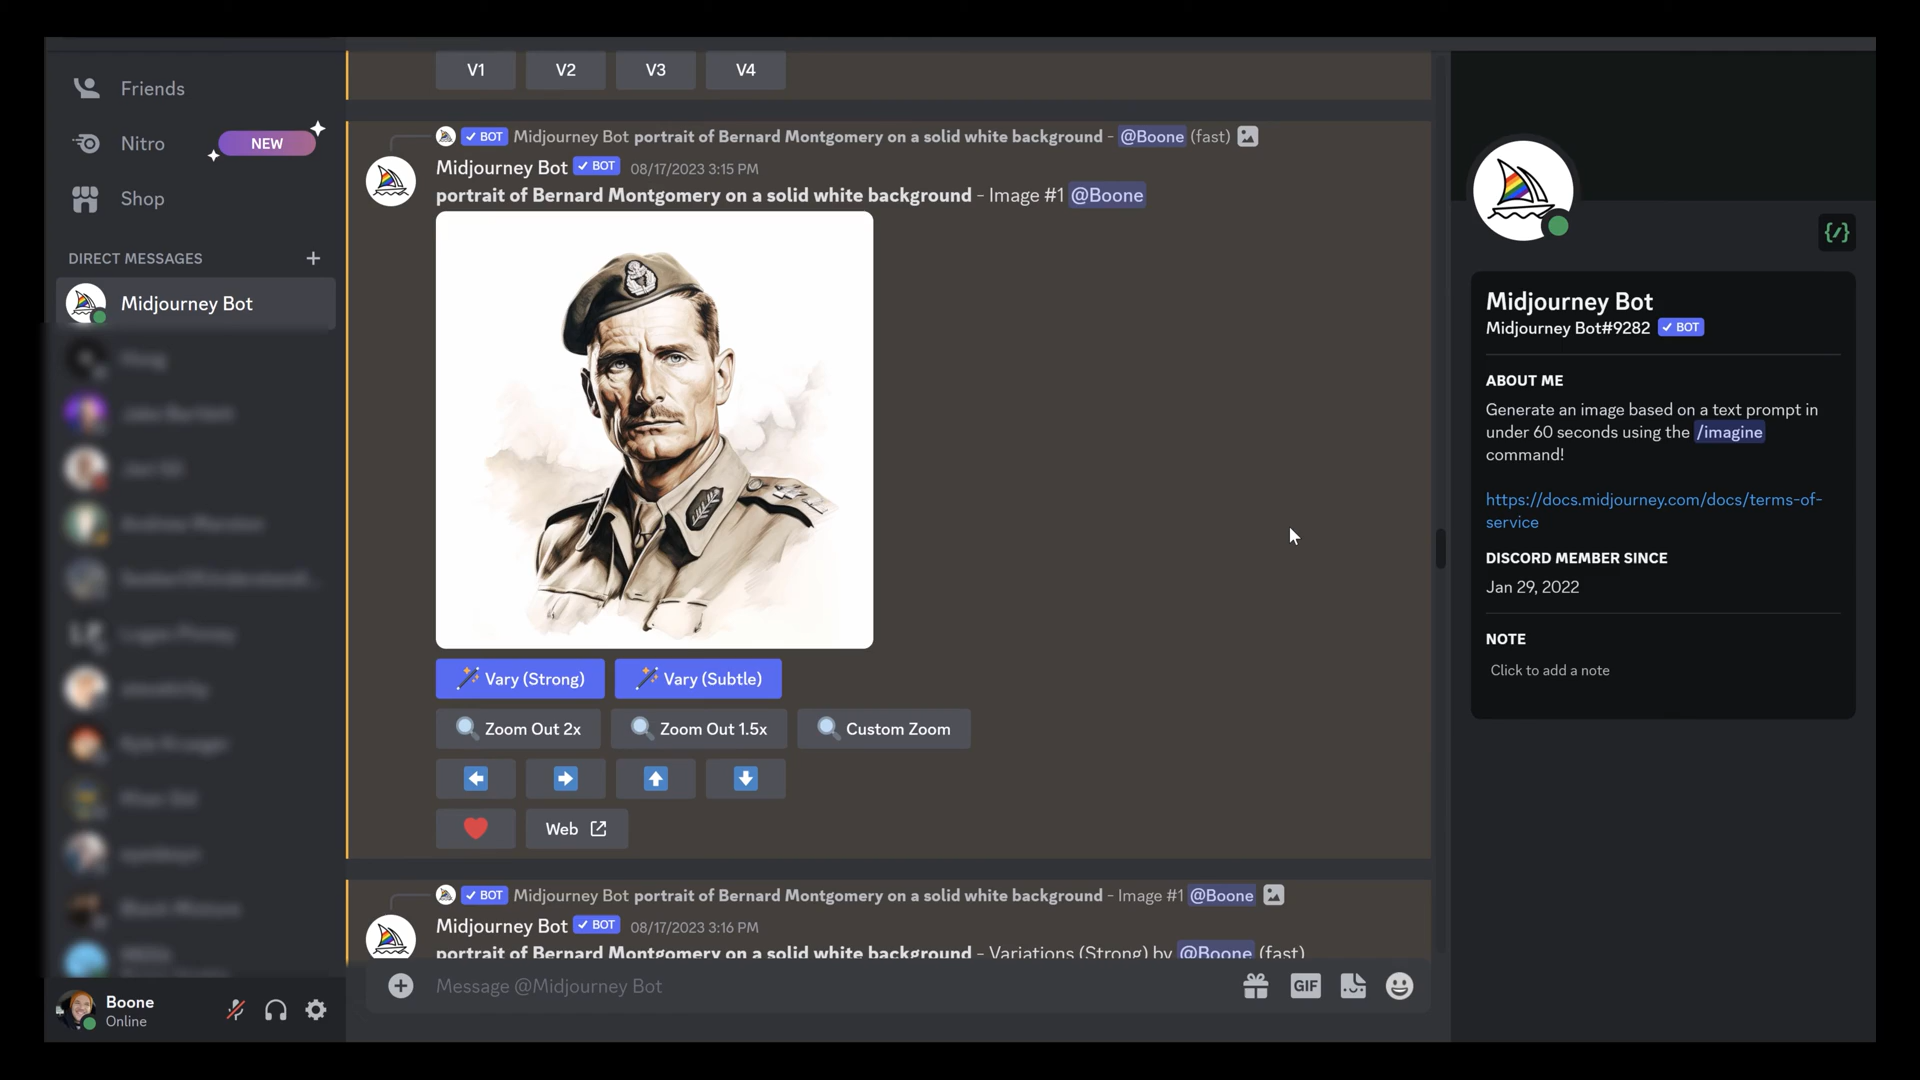 Friends
Nitro
NEW
Shop
DIRECT MESSAGES
Midjourney Bot
Boone
Online
V1 V2 V3 V4
BOT Midjourney Bot portrait of Bernard Montgomery on a solid white background - @Boone (fast)
Midjourney Bot BOT 08/17/2023 3:15 PM
portrait of Bernard Montgomery on a solid white background - Image #1 @Boone
Vary (Strong) Vary (Subtle)
Zoom Out 2x Zoom Out 1.5x Custom Zoom
Web
BOT Midjourney Bot portrait of Bernard Montgomery on a solid white background - Image #1 @Boone
Midjourney Bot BOT 08/17/2023 3:16 PM
portrait of Bernard Montgomery on a solid white background - Variations (Strong) by @Boone (fast)
Message @Midjourney Bot
GIF
Midjourney Bot
Midjourney Bot#9282 BOT
ABOUT ME
Generate an image based on a text prompt in
under 60 seconds using the /imagine
command!
https://docs.midjourney.com/docs/terms-of-
service
DISCORD MEMBER SINCE
Jan 29, 2022
NOTE
Click to add a note